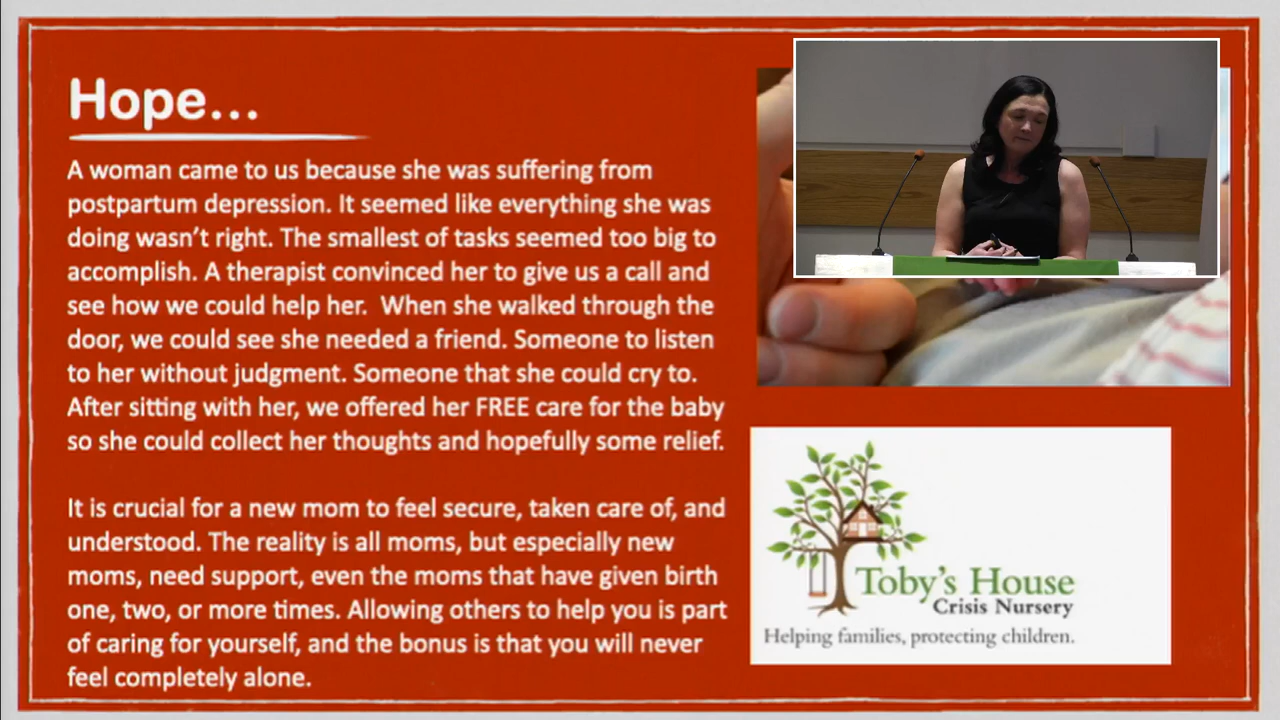 Hope...
A woman came to us because she was suffering from
postpartum depression. It seemed like everything she was
doing wasn't right. The smallest of tasks seemed too big to
accomplish. A therapist convinced her to give us a call and
see how we could help her.  When she walked through the
door, we could see she needed a friend. Someone to listen
to her without judgment. Someone that she could cry to.
After sitting with her, we offered her FREE care for the baby
so she could collect her thoughts and hopefully some relief.
It is crucial for a new mom to feel secure, taken care of, and
understood. The reality is all moms, but especially new
moms, need support, even the moms that have given birth
one, two, or more times. Allowing others to help you is part
of caring for yourself, and the bonus is that you will never
feel completely alone.
Toby's House
Crisis Nursery
Helping families, protecting children.